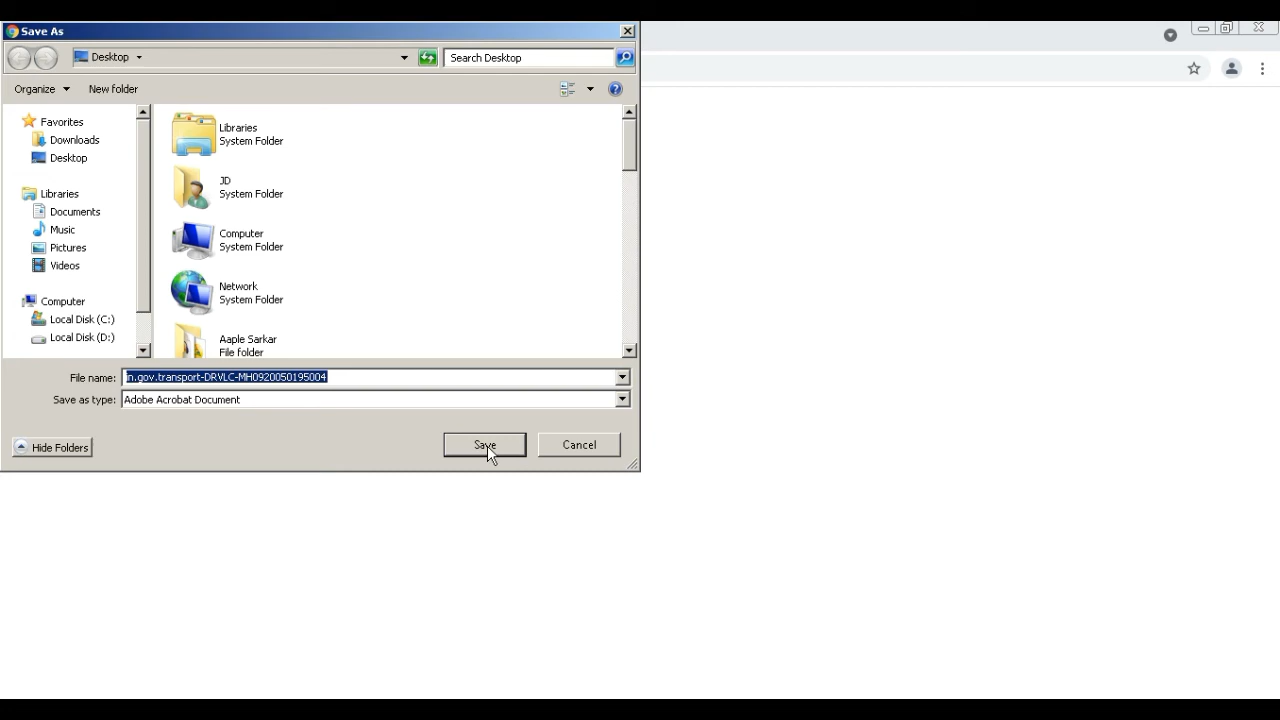 Save As
Desktop
Search Desktop
Organize
New folder
Favorites
Downloads
Desktop
Libraries
Documents
Music
Pictures
Videos
Computer
Local Disk (C:)
Local Disk (D:)
Libraries
System Folder
JD
System Folder
Computer
System Folder
Network
System Folder
Aaple Sarkar
File folder
File name: in.gov.transport-DRVLC-MH0920050195004
Save as type: Adobe Acrobat Document
Hide Folders
Save
Cancel